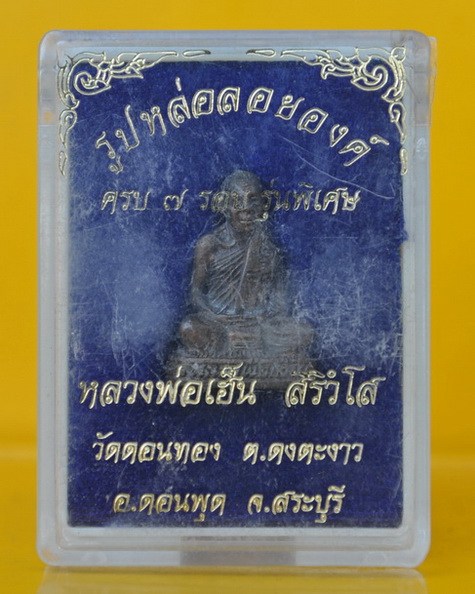 รูปหล่อลอยองค์
ครบ ๗ รอบ รุ่นพิเศษ
หลวงพ่อเฮ็น สิริวํโส
วัดดอนทอง ต.ดงตะงาว
อ.ดอนพุด จ.สระบุรี